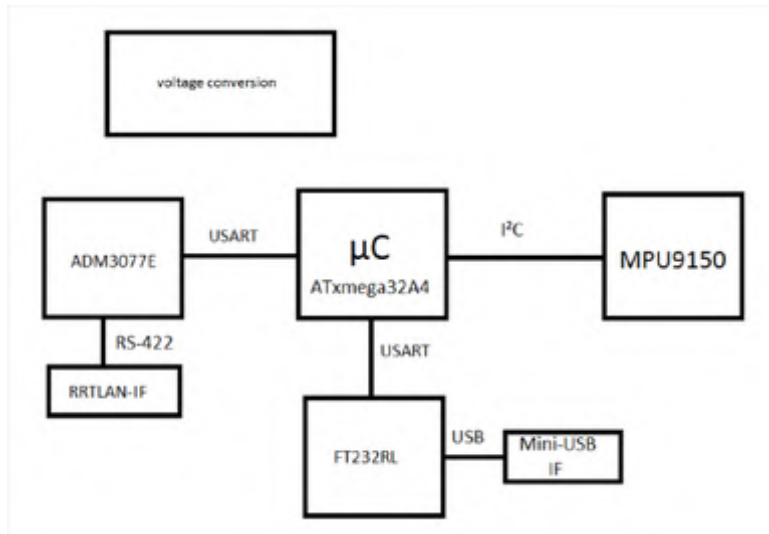 voltage conversion
ADM3077E
USART
µC
ATxmega32A4
I²C
MPU9150
RS-422
RRTLAN-IF
USART
FT232RL
USB
Mini-USB
IF